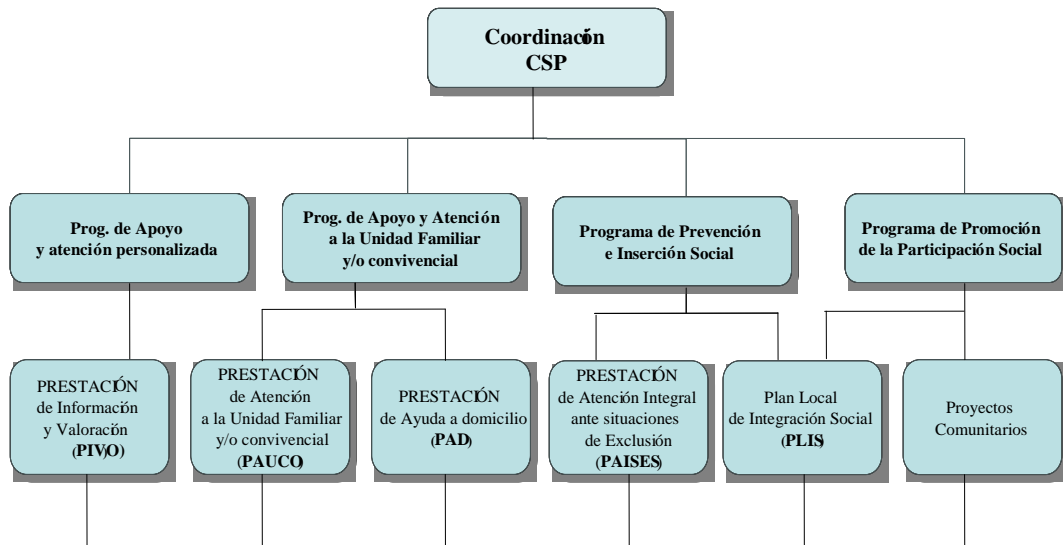 Coordinación
CSP
Prog. de Apoyo
y atención personalizada
Prog. de Apoyo y Atención
a la Unidad Familiar
y/o convivencial
Programa de Prevención
e Inserción Social
Programa de Promoción
de la Participación Social
PRESTACIÓN
de Información
y Valoración
(PIV)O)
PRESTACIÓN
de Atención
a la Unidad Familiar
y/o convivencial
(PAUCO)
PRESTACIÓN
de Ayuda a domicilio
(PAD)
PRESTACIÓN
de Atención Integral
ante situaciones
de Exclusión
(PAISES)
Plan Local
de Integración Social
(PLIS)
Proyectos
Comunitarios